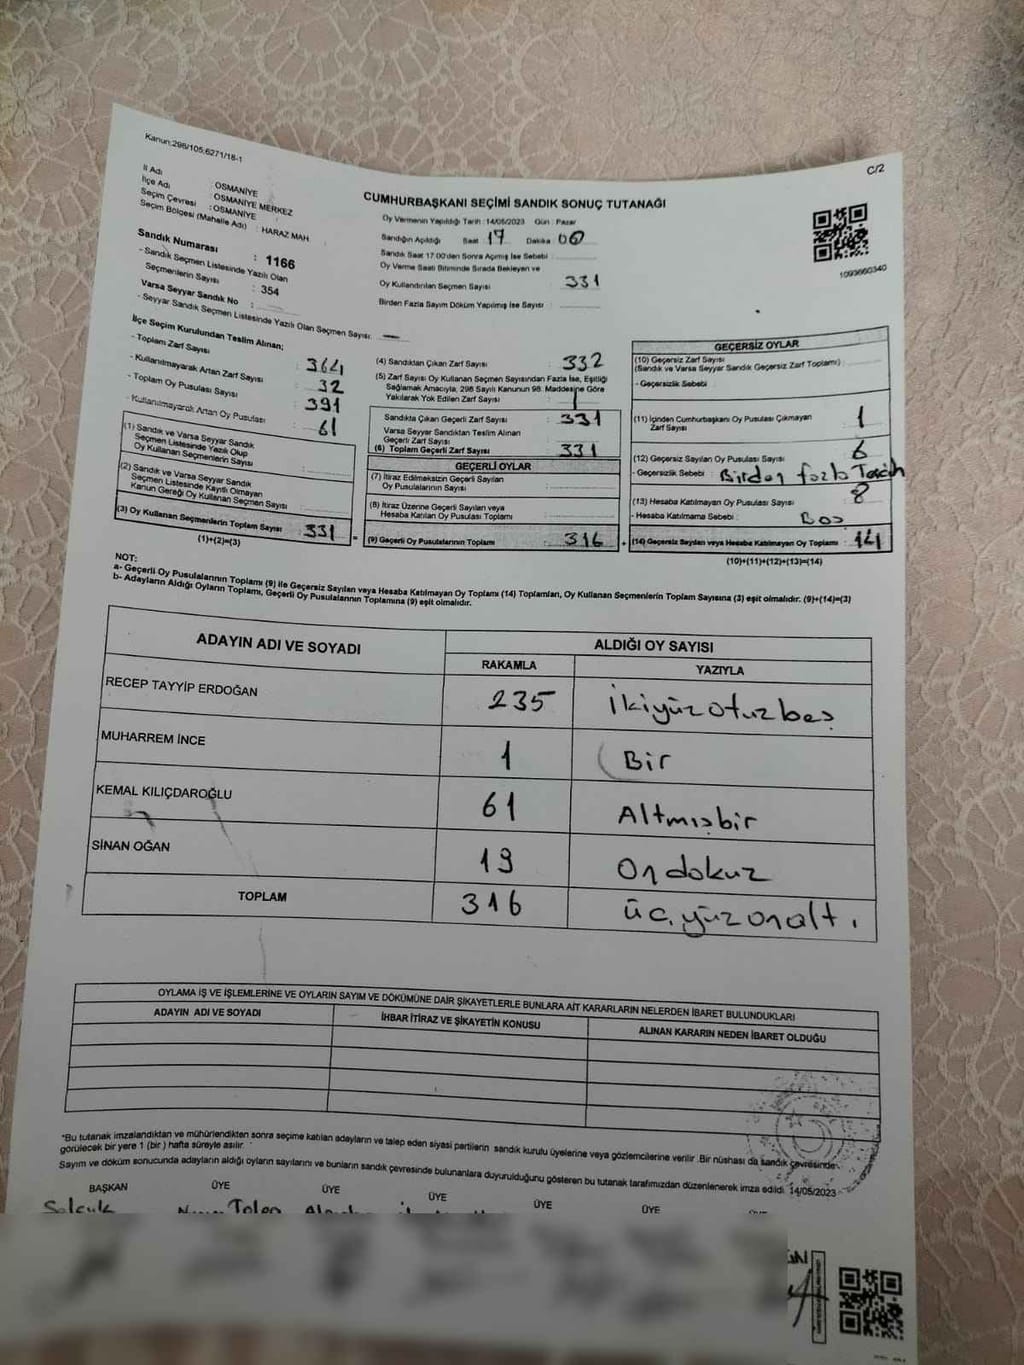 Kanun:298/105;6271/18-1
C/2
İl Adı : OSMANİYE
İlçe Adı : OSMANİYE MERKEZ
Seçim Çevresi : OSMANİYE
Seçim Bölgesi (Mahalle Adı) : HARAZ MAH
Sandık Numarası : 1166
- Sandık Seçmen Listesinde Yazılı Olan
Seçmenlerin Sayısı : 354
Varsa Seyyar Sandık No :
- Seyyar Sandık Listesinde Yazılı Olan Seçmen Sayısı: —
CUMHURBAŞKANI SEÇİMİ SANDIK SONUÇ TUTANAĞI
Oy Vermenin Yapıldığı Tarih : 14/05/2023 Gün : Pazar
Sandığın Açıldığı Saat 17 Dakika 00
Sandık Saat 17.00'den Sonra Açılmış İse Sebebi :
Oy Verme Saati Bitiminde Sırada Bekleyen ve
Oy Kullandırılan Seçmen Sayısı : 331
Birden Fazla Sayım Döküm Yapılmış İse Sayısı :
1093660340
İlçe Seçim Kurulundan Teslim Alınan;
- Toplam Zarf Sayısı : 364
- Kullanılmayarak Artan Zarf Sayısı : 32
- Toplam Oy Pusulası Sayısı : 391
- Kullanılmayarak Artan Oy Pusulası : 61
(1) Sandık ve Varsa Seyyar Sandık
Seçmen Listesinde Yazılı Olup
Oy Kullanan Seçmenlerin Sayısı :
(2) Sandık ve Varsa Seyyar Sandık
Seçmen Listesinde Kayıtlı Olmayan
Kanun Gereği Oy Kullanan Seçmen Sayısı :
(3) Oy Kullanan Seçmenlerin Toplam Sayısı : 331
(1)+(2)=(3)
(4) Sandıktan Çıkan Zarf Sayısı : 332
(5) Zarf Sayısı Oy Kullanan Seçmen Sayısından Fazla İse, Eşitliği
Sağlamak Amacıyla, 298 Sayılı Kanunun 98. Maddesine Göre
Yakılarak Yok Edilen Zarf Sayısı : 1
Sandıkta Çıkan Geçerli Zarf Sayısı : 331
Varsa Seyyar Sandıktan Teslim Alınan
Geçerli Zarf Sayısı :
(6) Toplam Geçerli Zarf Sayısı : 331
GEÇERLİ OYLAR
(7) İtiraz Edilmeksizin Geçerli Sayılan
Oy Pusulalarının Sayısı :
(8) İtiraz Üzerine Geçerli Sayılan veya
Hesaba Katılan Oy Pusulası Toplamı :
(9) Geçerli Oy Pusulalarının Toplamı : 316
GEÇERSİZ OYLAR
(10) Geçersiz Zarf Sayısı
(Sandık ve Varsa Seyyar Sandık Geçersiz Zarf Toplamı) :
- Geçersizlik Sebebi :
(11) İçinden Cumhurbaşkanı Oy Pusulası Çıkmayan
Zarf Sayısı : 1
(12) Geçersiz Sayılan Oy Pusulası Sayısı : 6
- Geçersizlik Sebebi : Birden fazla Tercih
(13) Hesaba Katılmayan Oy Pusulası Sayısı : 8
- Hesaba Katılmama Sebebi : Boş
(14) Geçersiz Sayılan veya Hesaba Katılmayan Oy Toplamı :
(10)+(11)+(12)+(13)=(14)
NOT:
a- Geçerli Oy Pusulalarının Toplamı (9) ile Geçersiz Sayılan veya Hesaba Katılmayan Oy Toplamı (14) Toplamları, Oy Kullanan Seçmenlerin Toplam Sayısına (3) eşit olmalıdır. (9)+(14)=(3)
b- Adayların Aldığı Oyların Toplamı, Geçerli Oy Pusulalarının Toplamına (9) eşit olmalıdır.
ADAYIN ADI VE SOYADI ALDIĞI OY SAYISI
RAKAMLA YAZIYLA
RECEP TAYYİP ERDOĞAN 235 İkiyüzotuzbeş
MUHARREM İNCE 1 Bir
KEMAL KILIÇDAROĞLU 61 Altmışbir
SİNAN OĞAN 19 Ondokuz
TOPLAM 316 üçyüzonaltı
OYLAMA İŞ VE İŞLEMLERİNE VE OYLARIN SAYIM VE DÖKÜMÜNE DAİR ŞİKAYETLERLE BUNLARA AİT KARARLARIN NELERDEN İBARET BULUNDUKLARI
ADAYIN ADI VE SOYADI İHBAR İTİRAZ VE ŞİKAYETİN KONUSU ALINAN KARARIN NEDEN İBARET OLDUĞU
*Bu tutanak imzalandıktan ve mühürlendikten sonra seçime katılan adayların ve talep eden siyasi partilerin sandık kurulu üyelerine veya gözlemcilerine verilir. Bir nüshası da sandık çevresinde
görülecek bir yere 1 (bir) hafta süreyle asılır.
Sayım ve döküm sonucunda adayların aldığı oyların sayılarını ve bunların sandık çevresinde bulunanlara duyurulduğunu gösteren bu tutanak tarafımızdan düzenlenerek imza edildi. 14/05/2023
BAŞKAN ÜYE ÜYE ÜYE ÜYE ÜYE
Selçuk